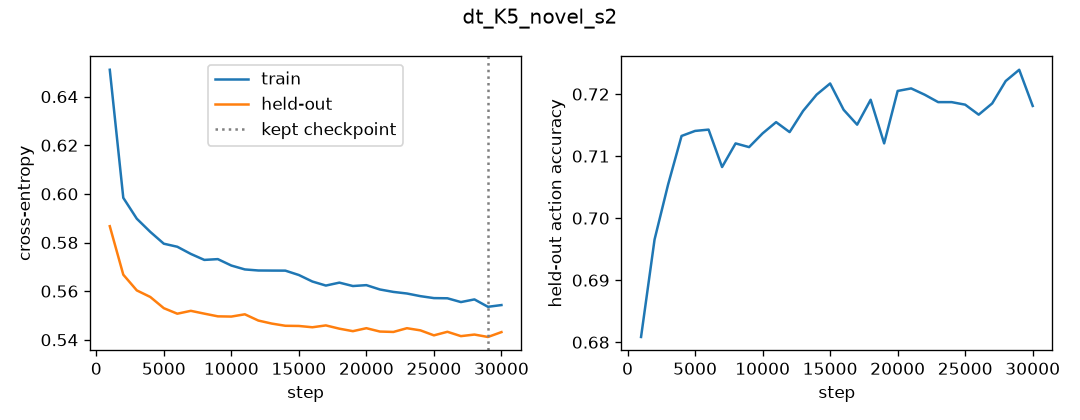 dt_K5_novel_s2
train
held-out
kept checkpoint
cross-entropy
0.64
0.62
0.60
0.58
0.56
0.54
0 5000 10000 15000 20000 25000 30000
step
held-out action accuracy
0.72
0.71
0.70
0.69
0.68
0 5000 10000 15000 20000 25000 30000
step